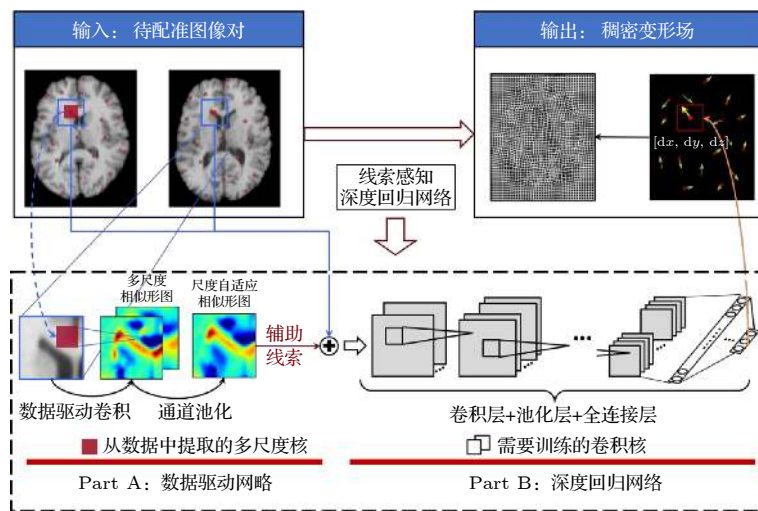 输入: 待配准图像对
输出: 稠密变形场
[dx, dy, dz]
线索感知
深度回归网络
多尺度
相似形图
尺度自适应
相似形图
辅助
线索
数据驱动卷积
通道池化
卷积层+池化层+全连接层
从数据中提取的多尺度核
需要训练的卷积核
Part A: 数据驱动网略
Part B: 深度回归网络